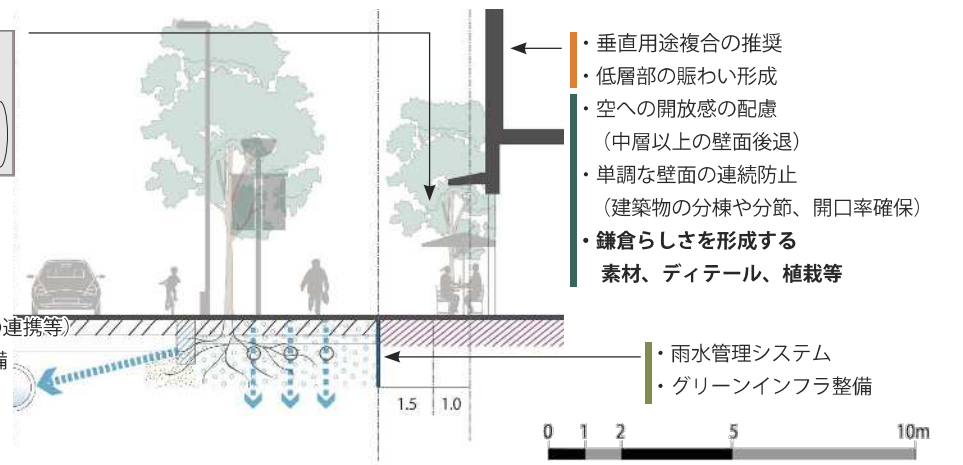 ・垂直用途複合の推奨
・低層部の賑わい形成
・空への開放感の配慮
（中層以上の壁面後退）
・単調な壁面の連続防止
（建築物の分棟や分節、開口率確保）
・鎌倉らしさを形成する
素材、ディテール、植栽等
連携等）
備
・雨水管理システム
・グリーンインフラ整備
1.5 1.0
0 1 2 5 10m